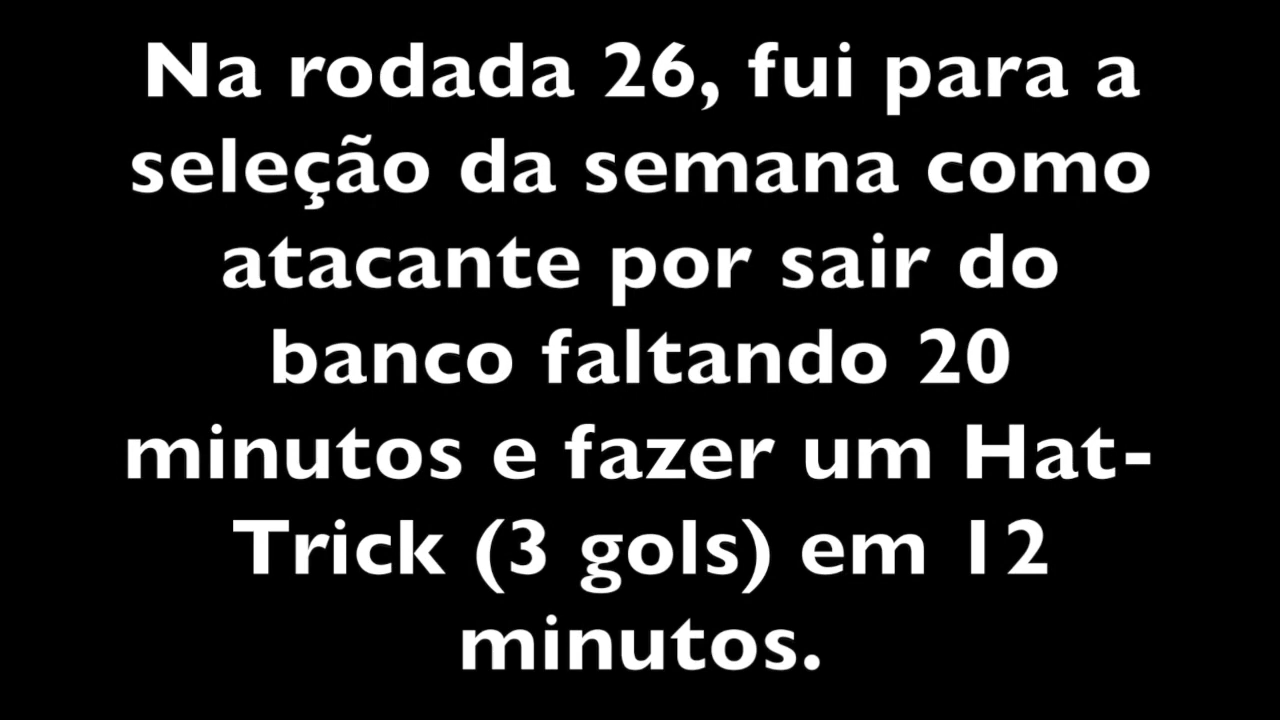 Na rodada 26, fui para a
seleção da semana como
atacante por sair do
banco faltando 20
minutos e fazer um Hat-
Trick (3 gols) em 12
minutos.